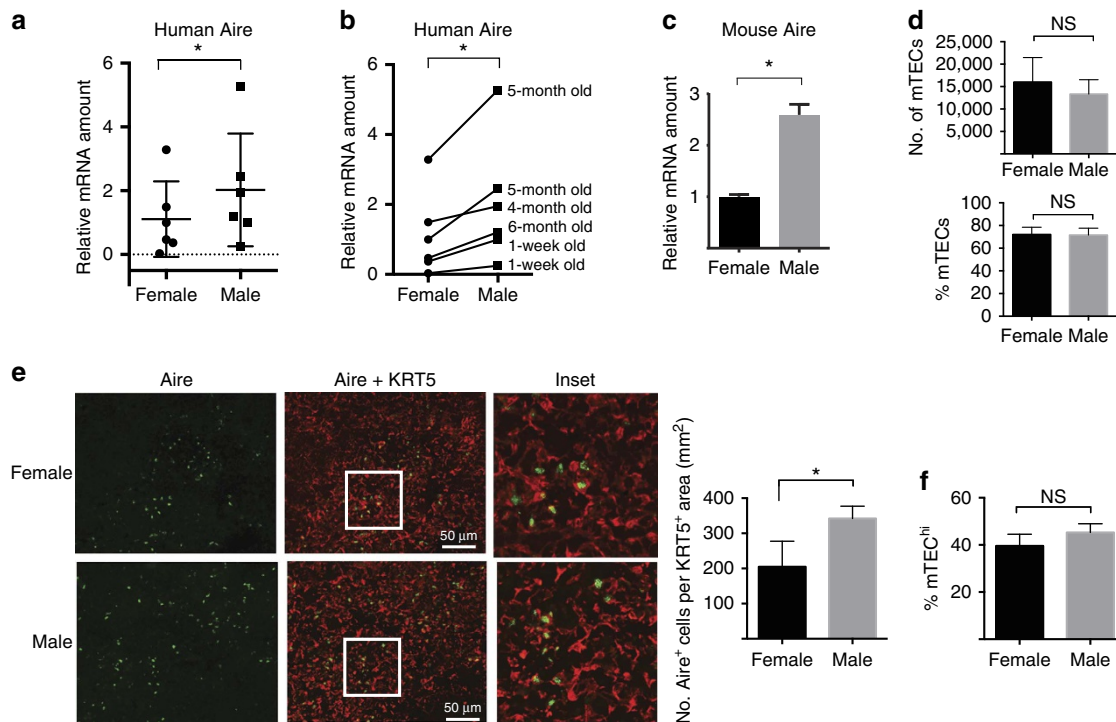 a
Human Aire
*
Relative mRNA amount
6
4
2
0
Female
Male
b
Human Aire
*
Relative mRNA amount
6
4
2
0
5-month old
5-month old
4-month old
6-month old
1-week old
1-week old
Female
Male
c
Mouse Aire
*
Relative mRNA amount
3
2
1
Female
Male
d
NS
No. of mTECs
25,000
20,000
15,000
10,000
5,000
Female
Male
NS
% mTECs
100
80
60
40
20
0
Female
Male
e
Aire
Aire + KRT5
Inset
Female
50 µm
Male
50 µm
No. Aire⁺ cells per KRT5⁺ area (mm²)
*
400
300
200
100
Female
Male
f
NS
% mTEC^hi
60
40
20
0
Female
Male